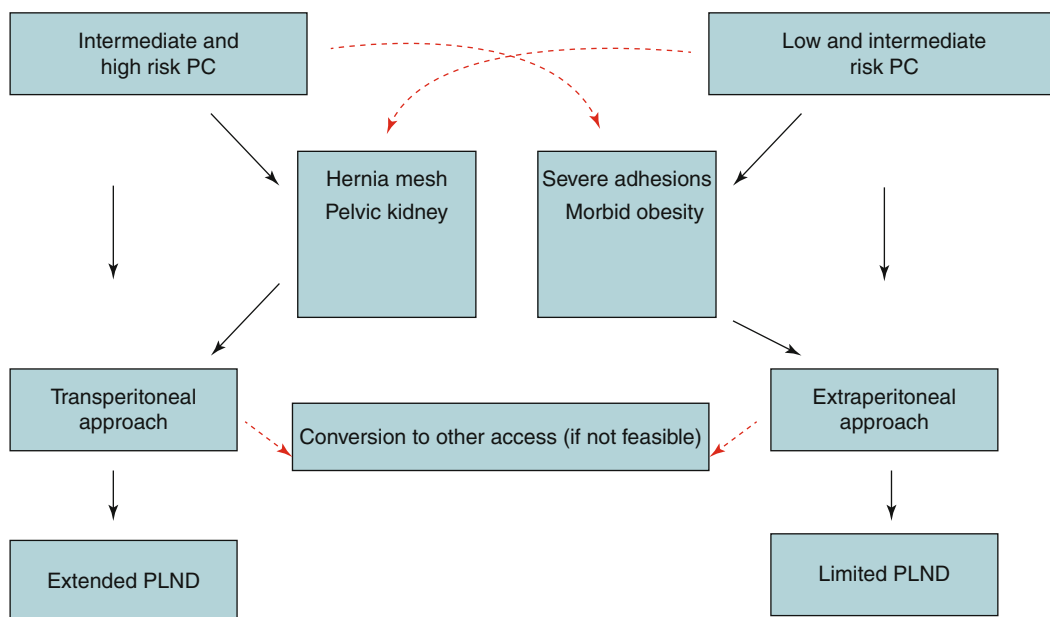 Intermediate and
high risk PC
Low and intermediate
risk PC
Hernia mesh
Pelvic kidney
Severe adhesions
Morbid obesity
Transperitoneal
approach
Conversion to other access (if not feasible)
Extraperitoneal
approach
Extended PLND
Limited PLND